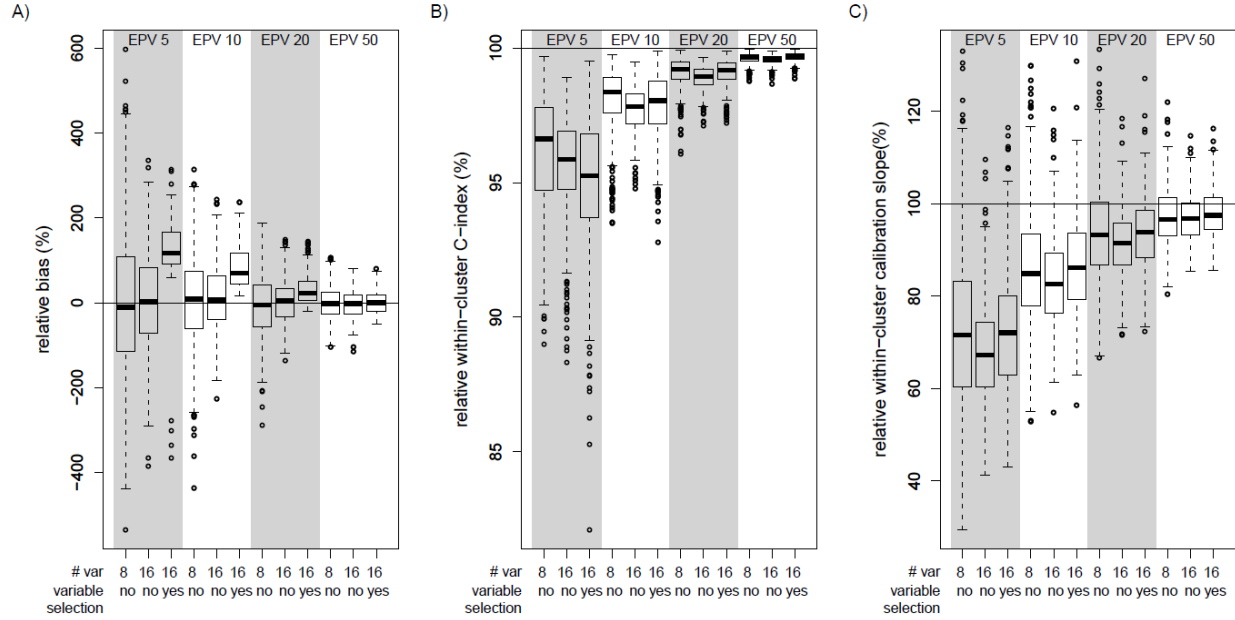 A)
EPV 5 EPV 10 EPV 20 EPV 50
relative bias (%)
600
400
200
0
−200
−400
# var 8 16 16 8 16 16 8 16 16 8 16 16
variable no no yes no no yes no no yes no no yes
selection
B)
EPV 5 EPV 10 EPV 20 EPV 50
relative within−cluster C−index (%)
100
95
90
85
# var 8 16 16 8 16 16 8 16 16 8 16 16
variable no no yes no no yes no no yes no no yes
selection
C)
EPV 5 EPV 10 EPV 20 EPV 50
relative within−cluster calibration slope(%)
120
100
80
60
40
# var 8 16 16 8 16 16 8 16 16 8 16 16
variable no no yes no no yes no no yes no no yes
selection